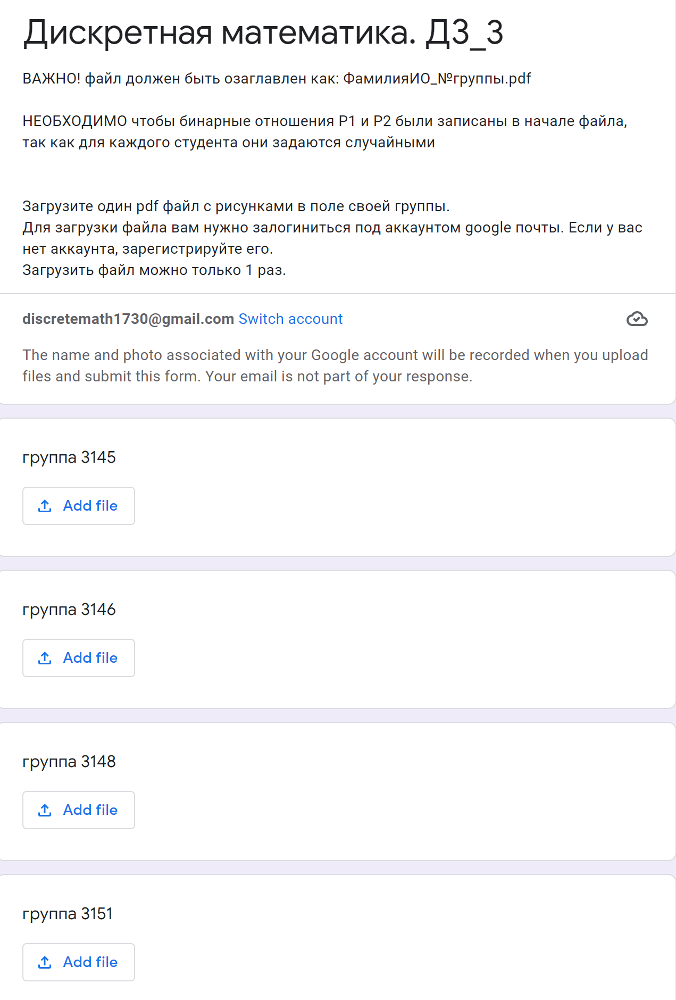 Дискретная математика. ДЗ_3
ВАЖНО! файл должен быть озаглавлен как: ФамилияИО_№группы.pdf
НЕОБХОДИМО чтобы бинарные отношения P1 и P2 были записаны в начале файла,
так как для каждого студента они задаются случайными
Загрузите один pdf файл с рисунками в поле своей группы.
Для загрузки файла вам нужно залогиниться под аккаунтом google почты. Если у вас
нет аккаунта, зарегистрируйте его.
Загрузить файл можно только 1 раз.
discretemath1730@gmail.com Switch account
The name and photo associated with your Google account will be recorded when you upload
files and submit this form. Your email is not part of your response.
группа 3145
Add file
группа 3146
Add file
группа 3148
Add file
группа 3151
Add file